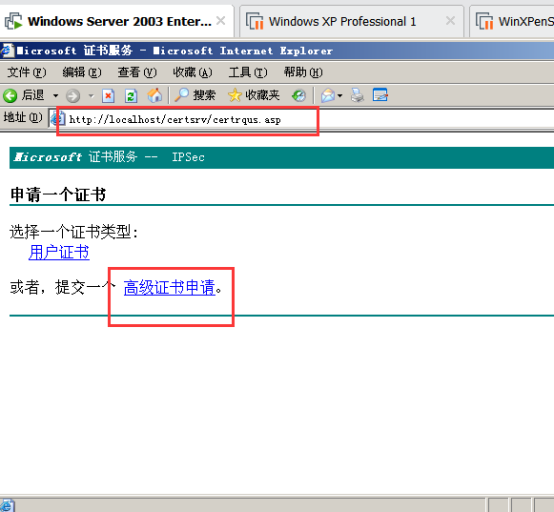 Windows Server 2003 Enter... Windows XP Professional 1 WinXPenS
Microsoft 证书服务 - Microsoft Internet Explorer
文件(F) 编辑(E) 查看(V) 收藏(A) 工具(T) 帮助(H)
后退 搜索 收藏夹
地址(D) http://localhost/certsrv/certrqus.asp
Microsoft 证书服务 -- IPSec
申请一个证书
选择一个证书类型:
用户证书
或者，提交一个 高级证书申请。